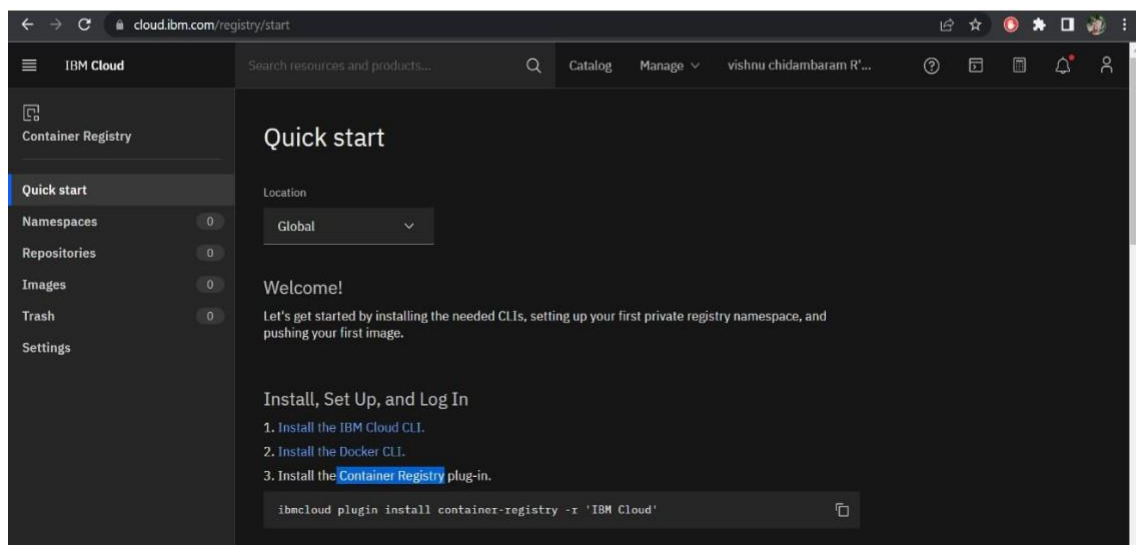 cloud.ibm.com/registry/start
IBM Cloud
Search resources and products...
Catalog
Manage
vishnu chidambaram R'...
Container Registry
Quick start
Namespaces 0
Repositories 0
Images 0
Trash 0
Settings
Quick start
Location
Global
Welcome!
Let's get started by installing the needed CLIs, setting up your first private registry namespace, and
pushing your first image.
Install, Set Up, and Log In
1. Install the IBM Cloud CLI.
2. Install the Docker CLI.
3. Install the Container Registry plug-in.
ibmcloud plugin install container-registry -r 'IBM Cloud'